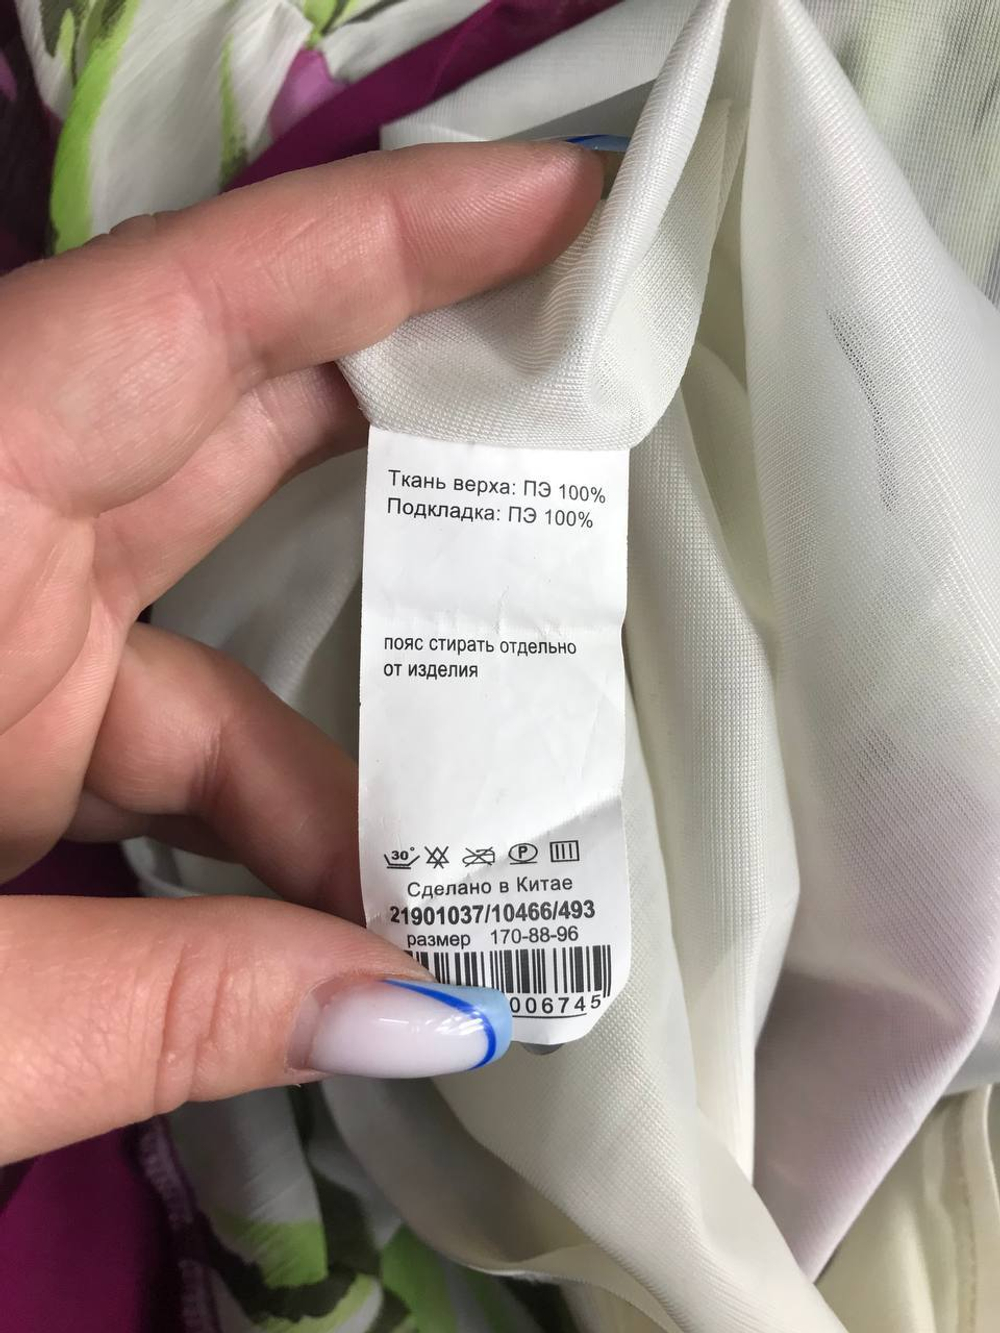 Ткань верха: ПЭ 100%
Подкладка: ПЭ 100%
пояс стирать отдельно
от изделия
30°
P
Сделано в Китае
21901037/10466/493
размер 170-88-96
006745